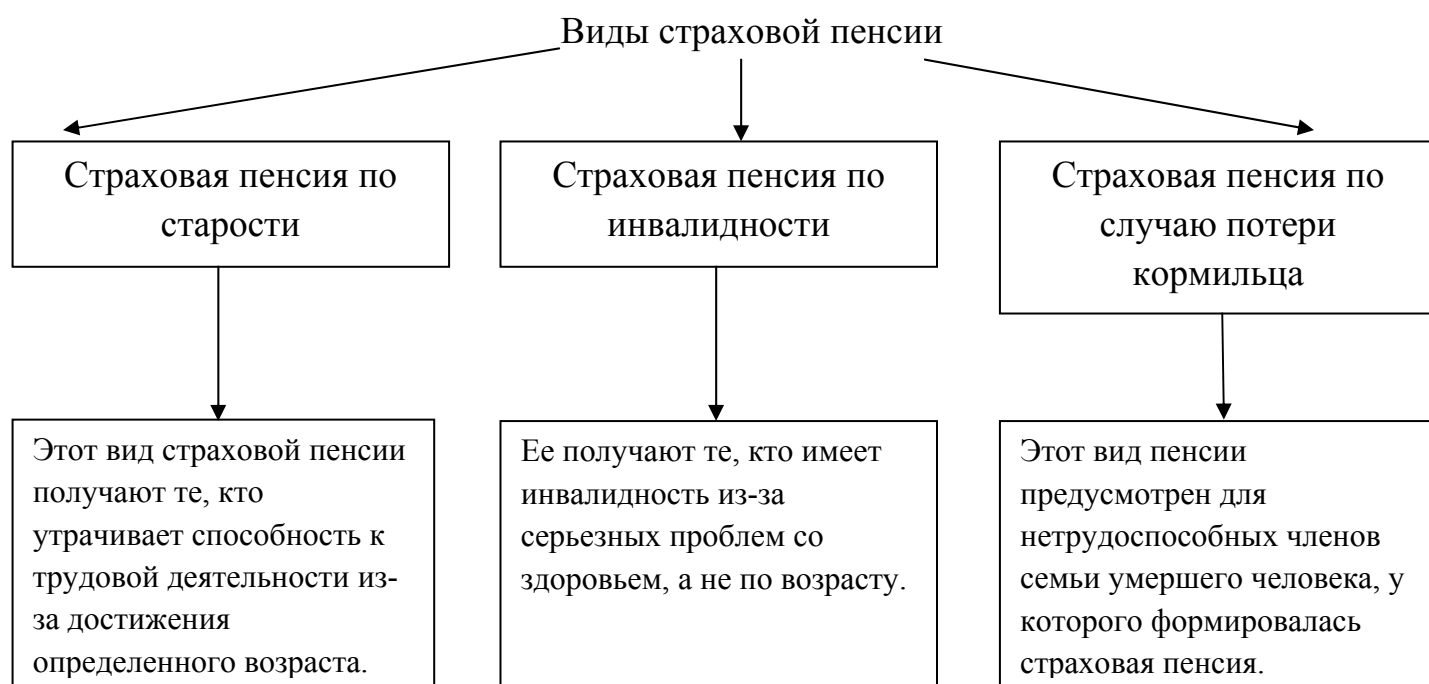 Виды страховой пенсии
Страховая пенсия по
старости
Страховая пенсия по
инвалидности
Страховая пенсия по
случаю потери
кормильца
Этот вид страховой пенсии
получают те, кто
утрачивает способность к
трудовой деятельности из-
за достижения
определенного возраста.
Ее получают те, кто имеет
инвалидность из-за
серьезных проблем со
здоровьем, а не по возрасту.
Этот вид пенсии
предусмотрен для
нетрудоспособных членов
семьи умершего человека, у
которого формировалась
страховая пенсия.